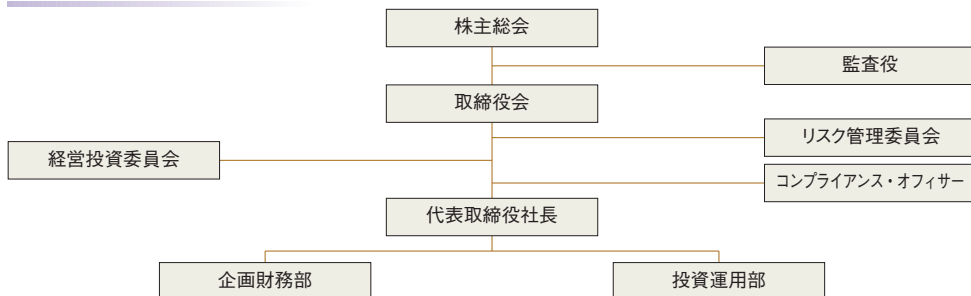 株主総会
監査役
取締役会
リスク管理委員会
経営投資委員会
コンプライアンス・オフィサー
代表取締役社長
企画財務部
投資運用部